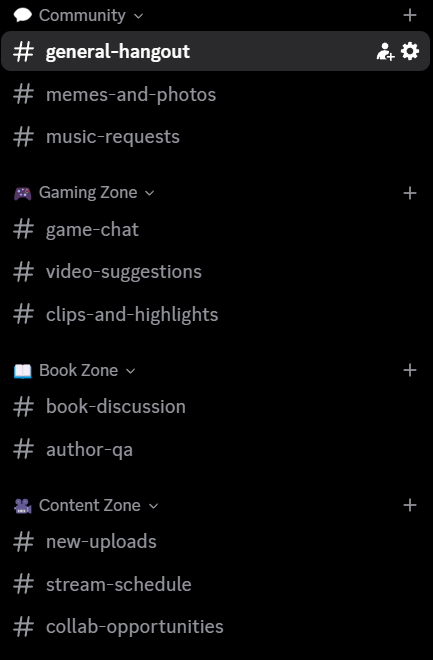 💬 Community
# general-hangout
# memes-and-photos
# music-requests
🎮 Gaming Zone
# game-chat
# video-suggestions
# clips-and-highlights
📖 Book Zone
# book-discussion
# author-qa
🎥 Content Zone
# new-uploads
# stream-schedule
# collab-opportunities